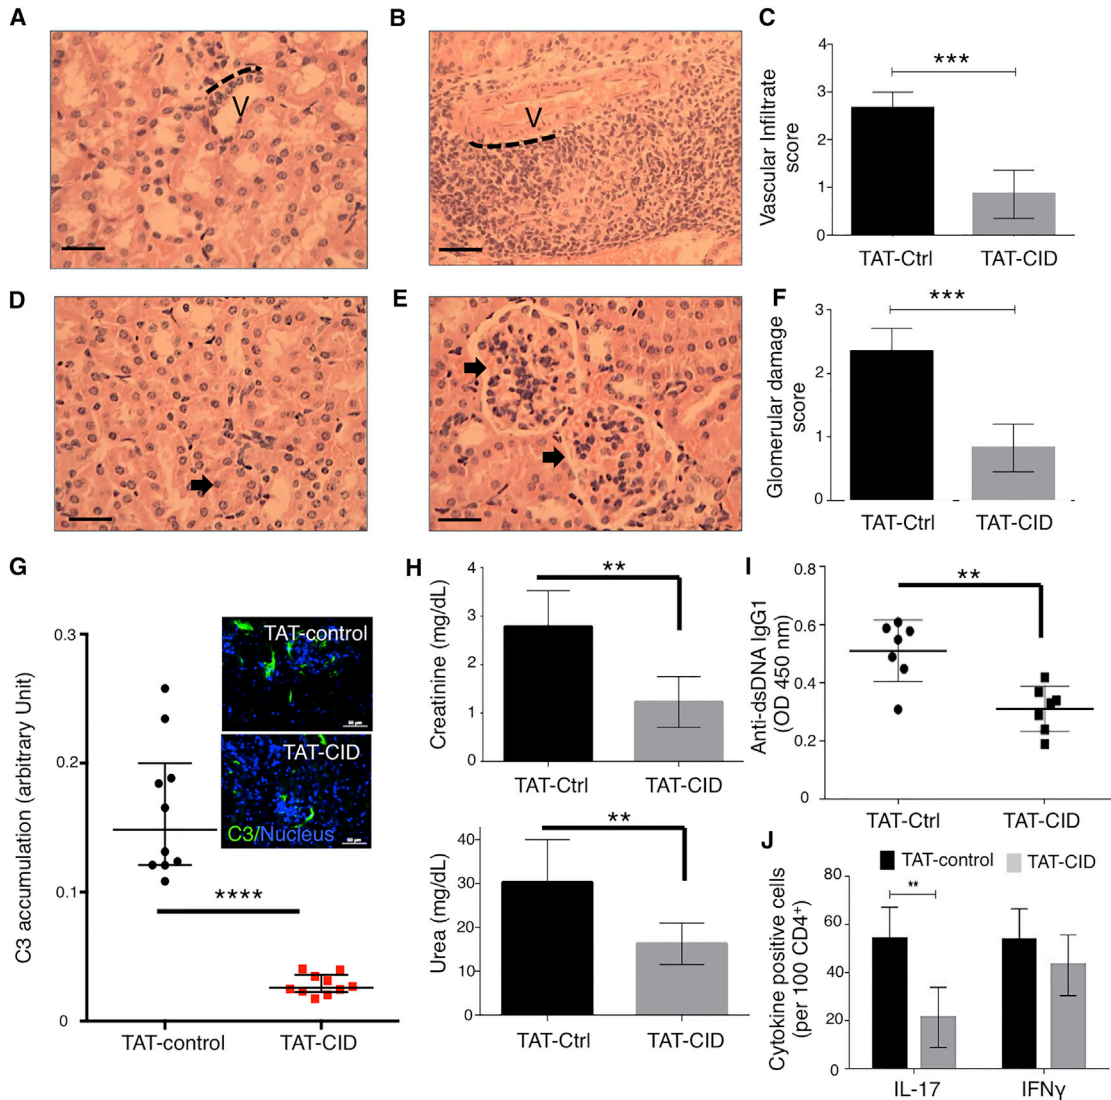 A
V
B
V
C
Vascular Infiltrate
score
4
3
2
1
0
***
TAT-Ctrl TAT-CID
D
E
F
Glomerular damage
score
3
2
1
0
***
TAT-Ctrl TAT-CID
G
C3 accumulation (arbitrary Unit)
0.3
0.2
0.1
0
TAT-control
50 µm
TAT-CID
C3/Nucleus
50 µm
****
TAT-control TAT-CID
H
Creatinine (mg/dL)
4
3
2
1
0
**
TAT-Ctrl TAT-CID
Urea (mg/dL)
40
30
20
10
0
**
TAT-Ctrl TAT-CID
I
Anti-dsDNA IgG1
(OD 450 nm)
0.8
0.6
0.4
0.2
0
**
TAT-Ctrl TAT-CID
J
TAT-control TAT-CID
Cytokine positive cells
(per 100 CD4+)
80
60
40
20
0
**
IL-17 IFNγ